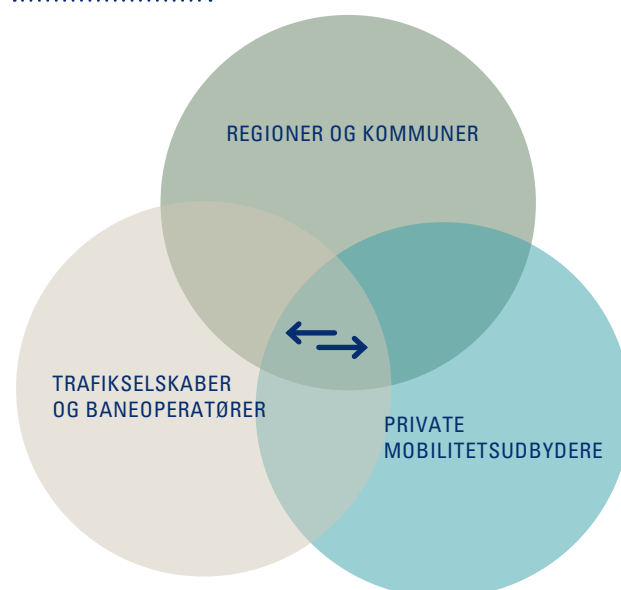 REGIONER OG KOMMUNER
TRAFIKSELSKABER
OG BANEOPERATØRER
PRIVATE
MOBILITETSUDBYDERE